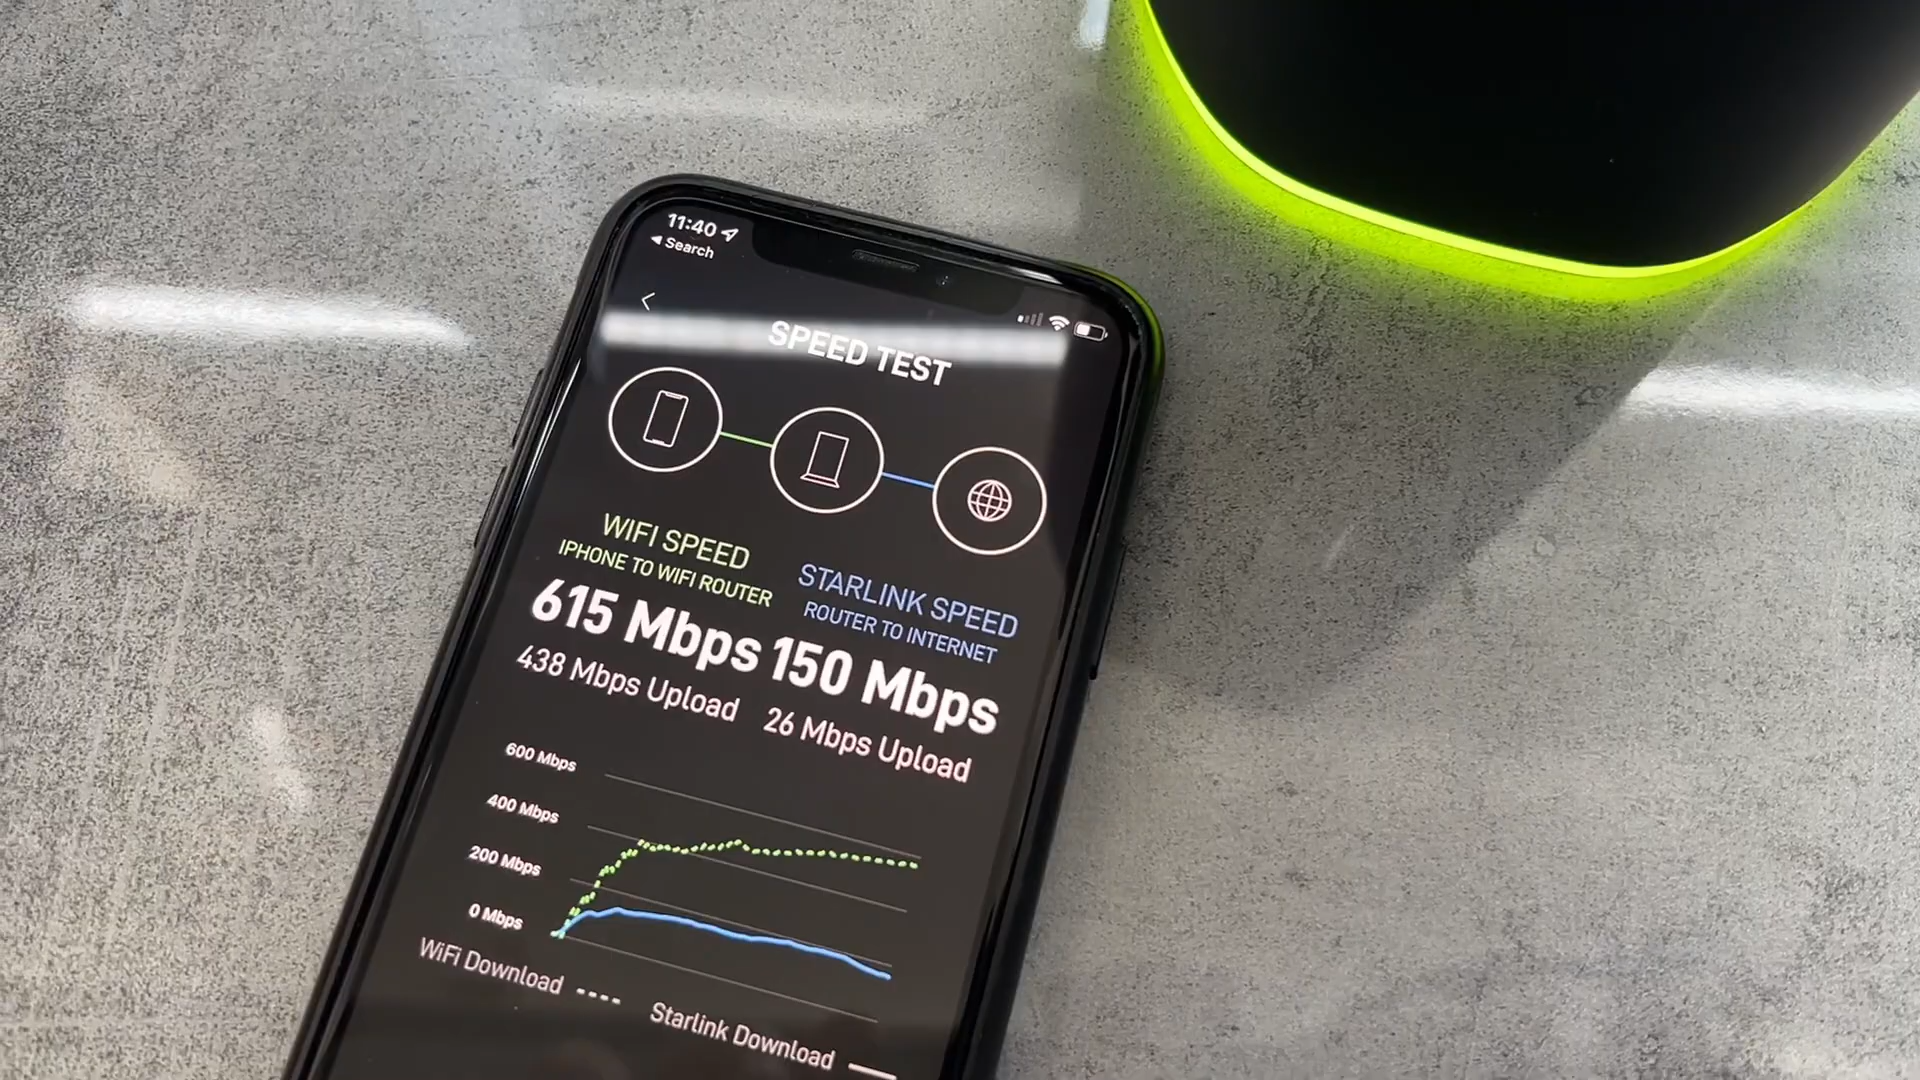 11:40
◀ Search
SPEED TEST
WIFI SPEED
IPHONE TO WIFI ROUTER
615 Mbps
438 Mbps Upload
STARLINK SPEED
ROUTER TO INTERNET
150 Mbps
26 Mbps Upload
600 Mbps
400 Mbps
200 Mbps
0 Mbps
WiFi Download
Starlink Download